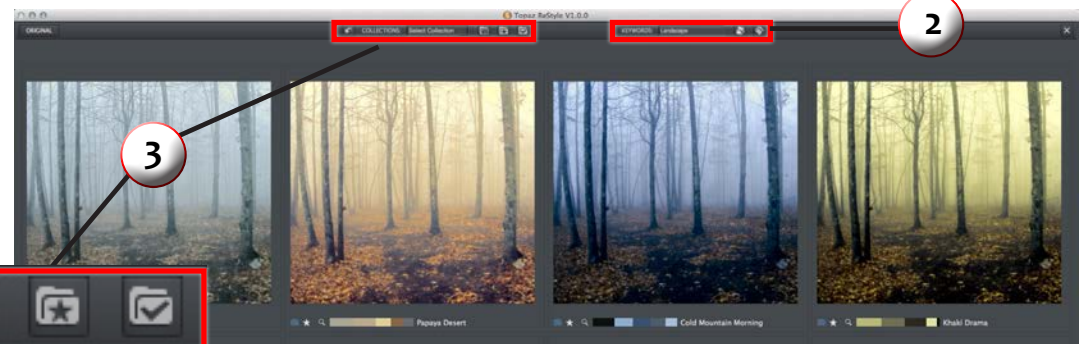 Topaz ReStyle V1.0.0
ORIGINAL
COLLECTIONS: Select Collection
KEYWORDS: Landscape
2
3
Papaya Desert
Cold Mountain Morning
Khaki Drama